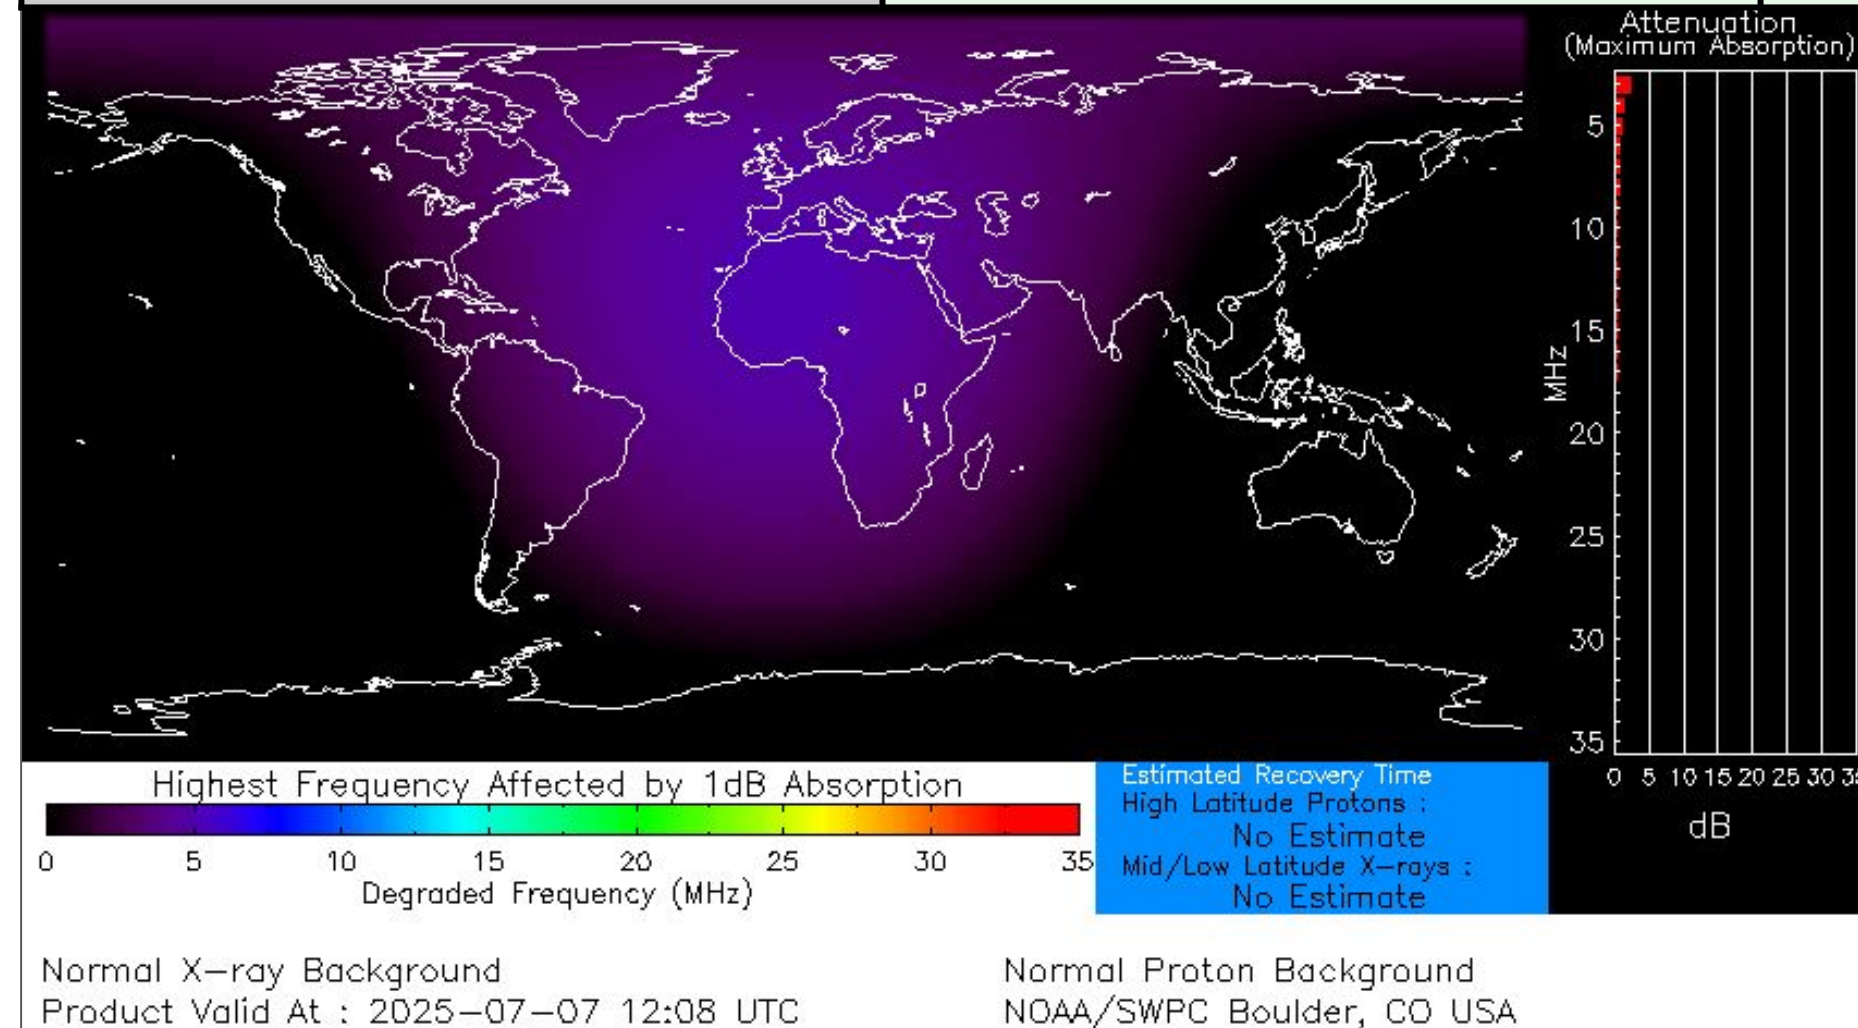 Attenuation
(Maximum Absorption)
5
10
15
20
25
30
35
MHz
0 5 10 15 20 25 30
dB
Highest Frequency Affected by 1dB Absorption
0 5 10 15 20 25 30 35
Degraded Frequency (MHz)
Estimated Recovery Time
High Latitude Protons :
No Estimate
Mid/Low Latitude X-rays :
No Estimate
Normal X-ray Background
Product Valid At : 2025-07-07 12:08 UTC
Normal Proton Background
NOAA/SWPC Boulder, CO USA